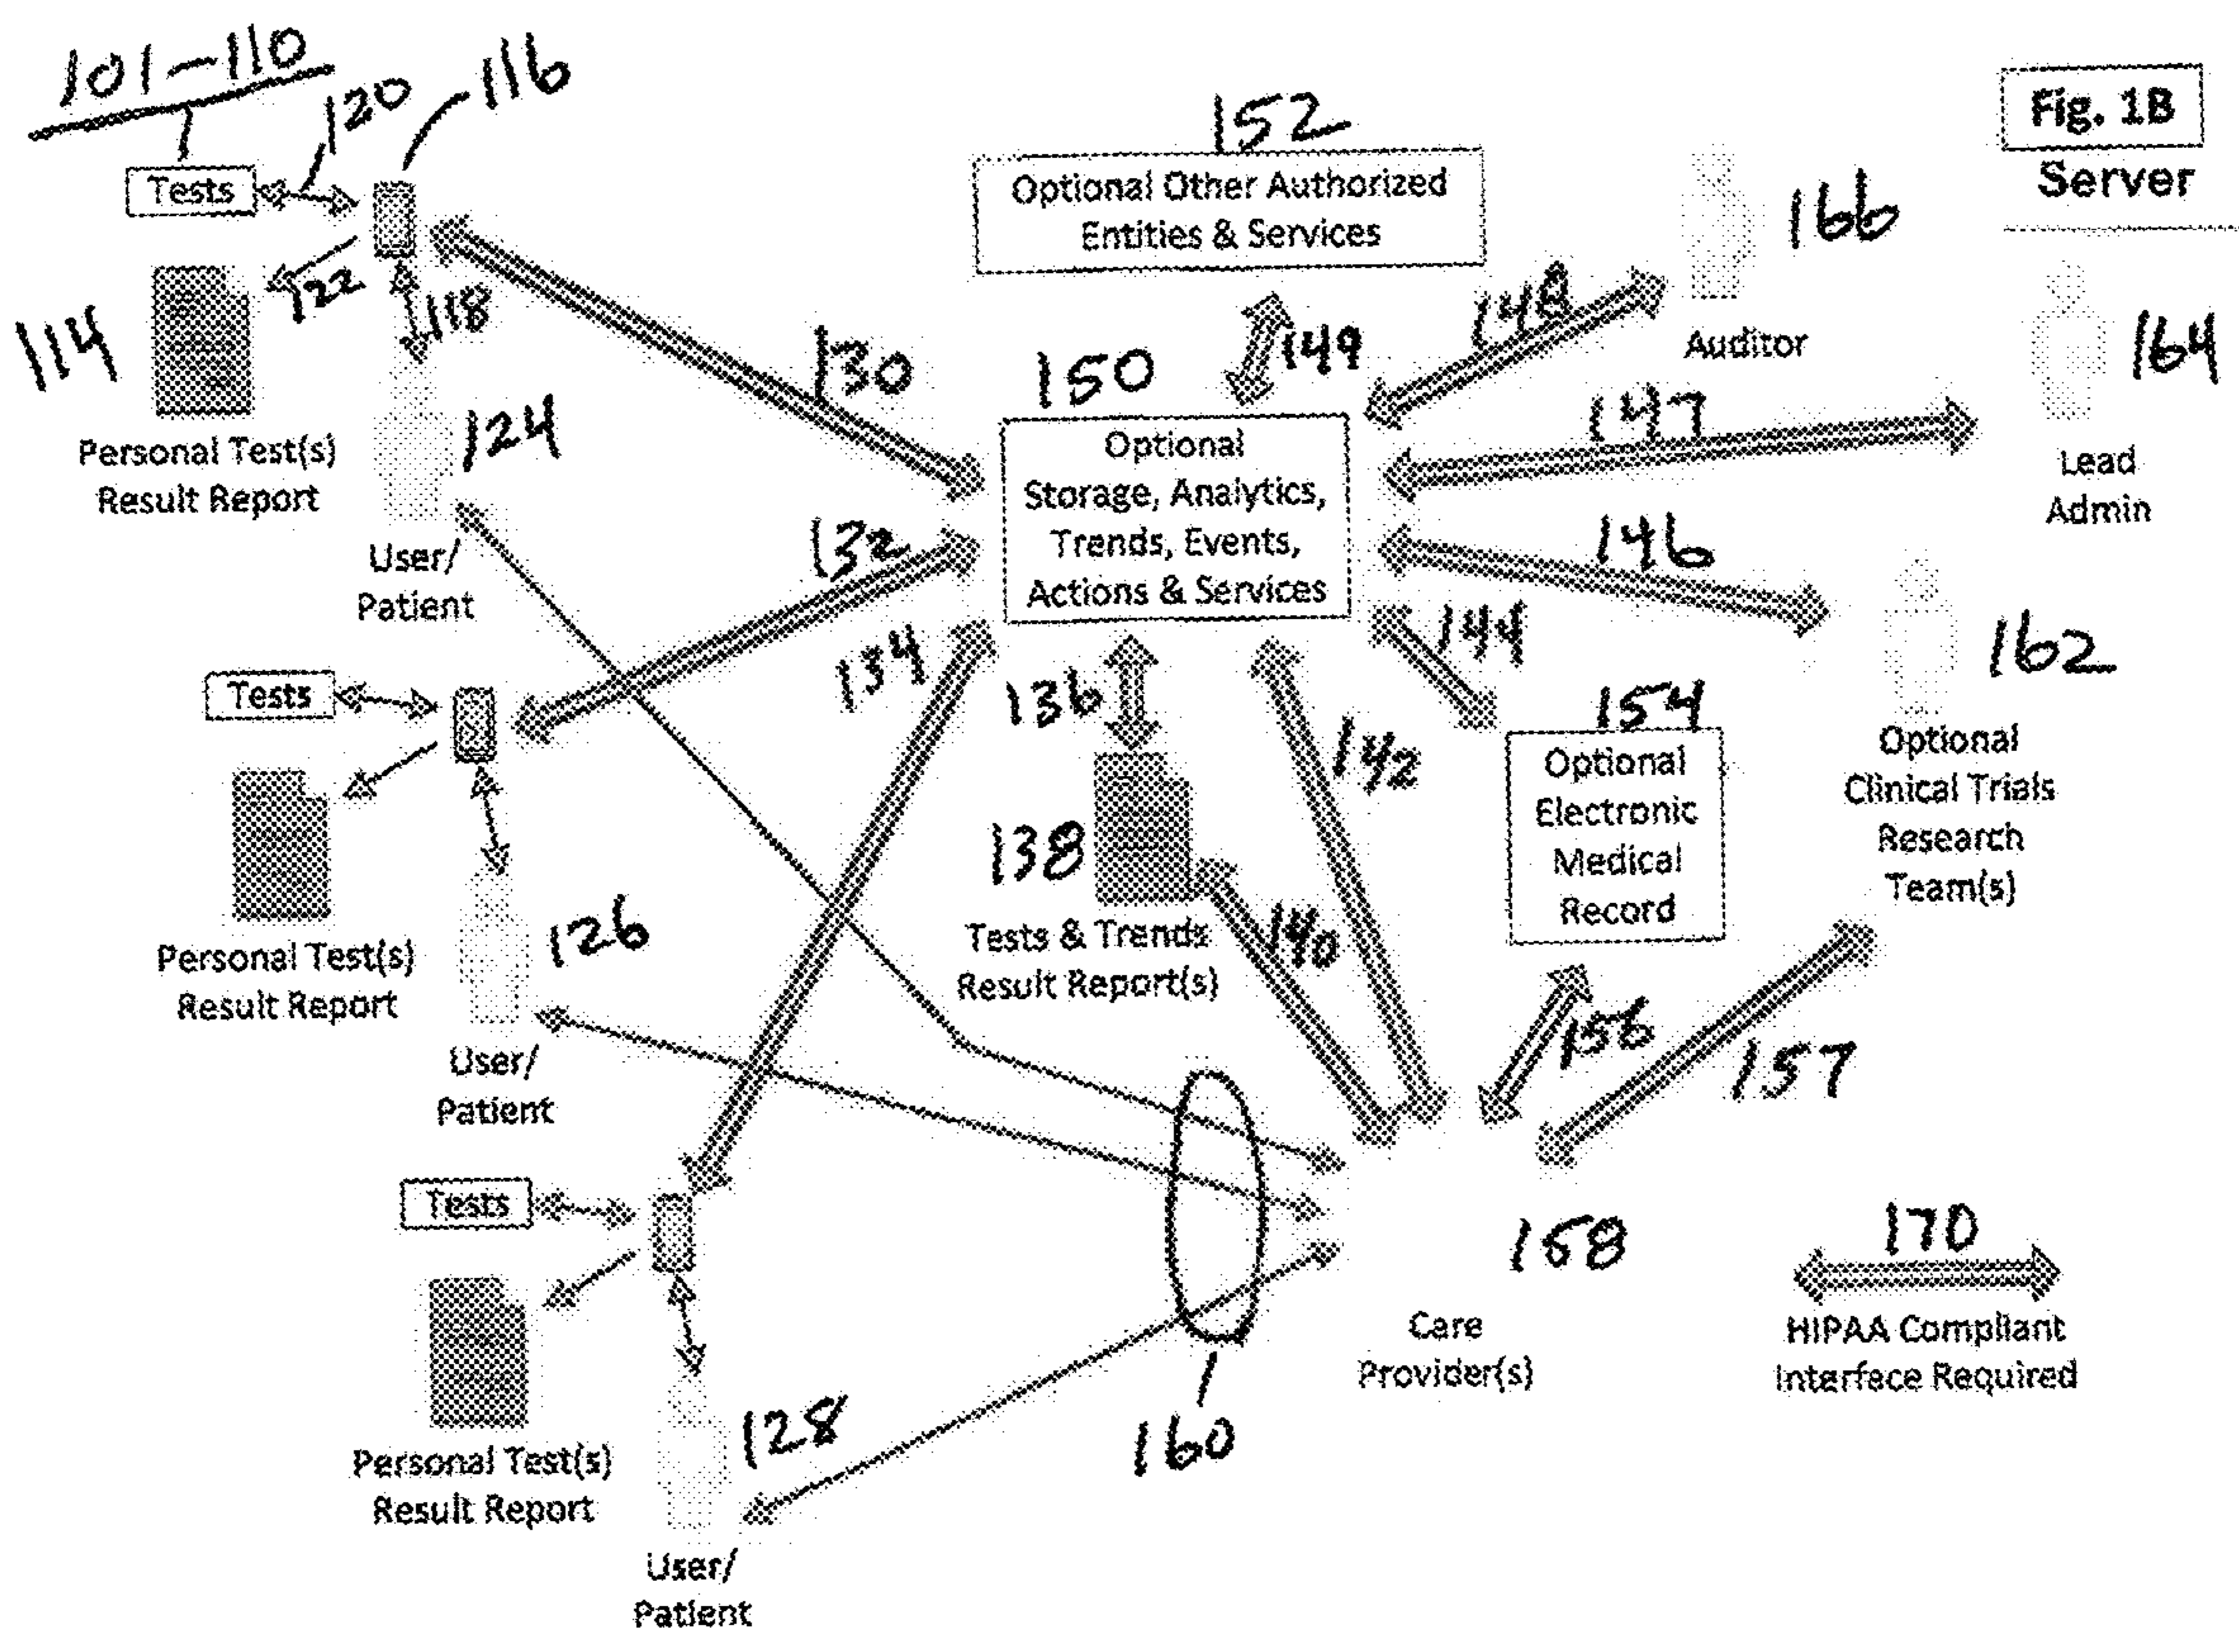 101-110
120
116
152
Fig. 1B
Server
Tests
Optional Other Authorized
Entities & Services
166
122
118
114
130
150
149
148
Auditor
164
Personal Test(s)
Result Report
124
User/
Patient
147
Lead
Admin
Optional
Storage, Analytics,
Trends, Events,
Actions & Services
132
146
134
144
162
Tests
136
142
154
Optional
Electronic
Medical
Record
Optional
Clinical Trials
Research
Team(s)
138
Tests & Trends
Result Report(s)
140
126
Personal Test(s)
Result Report
User/
Patient
156
157
Tests
158
170
HIPAA Compliant
Interface Required
Care
Provider(s)
160
128
Personal Test(s)
Result Report
User/
Patient